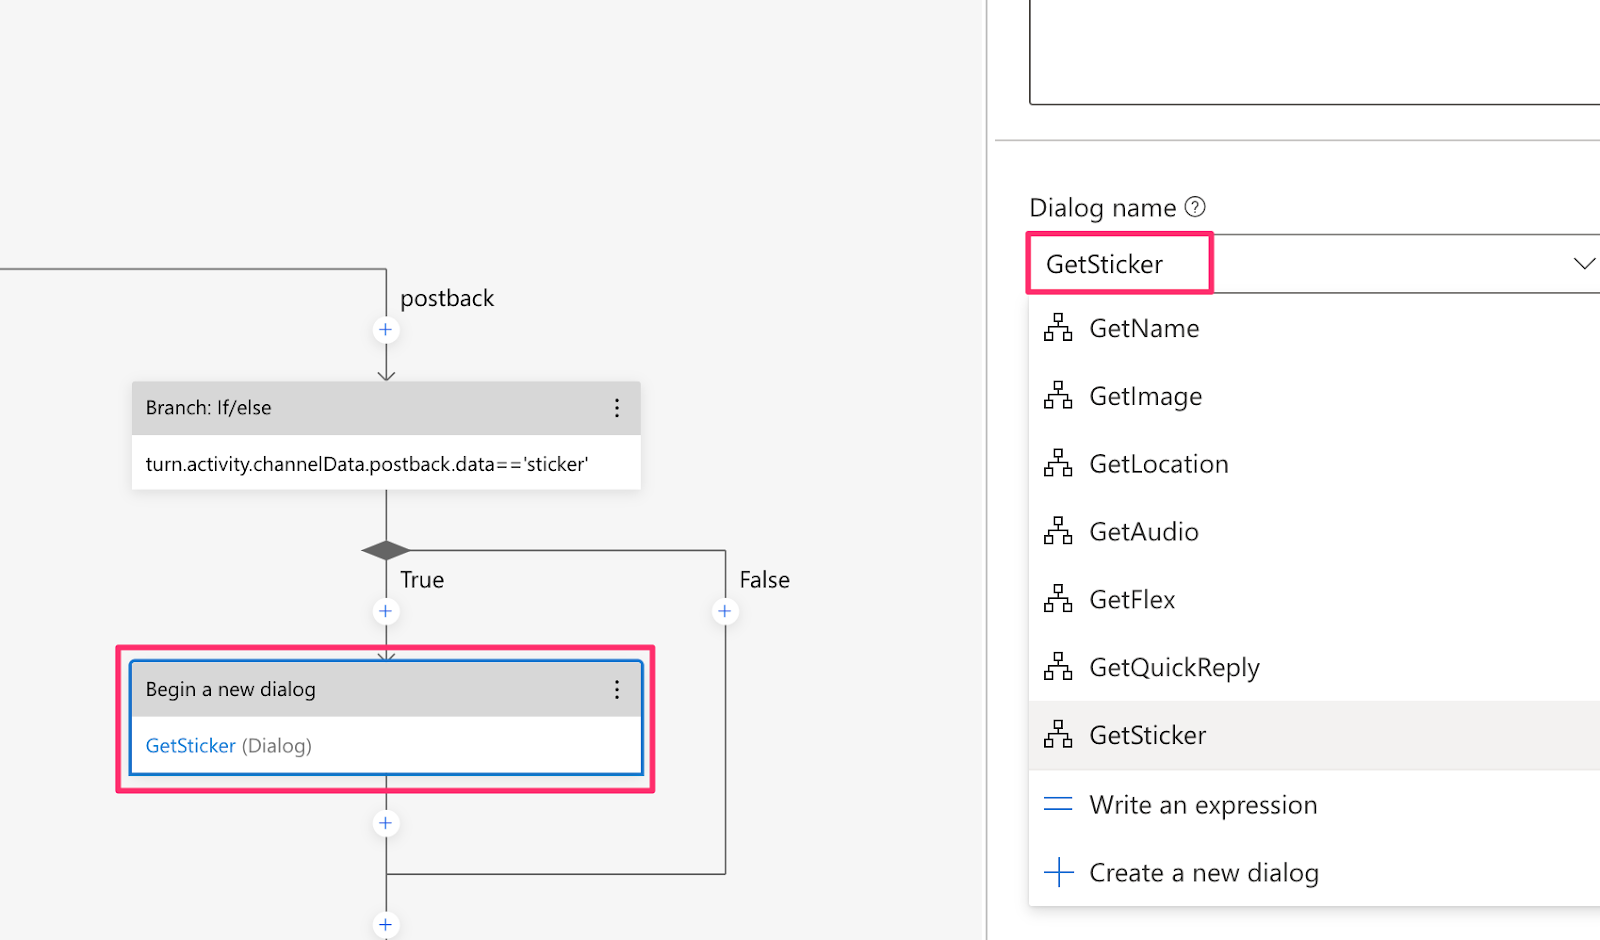 postback
Branch: If/else
turn.activity.channelData.postback.data=='sticker'
True
False
Begin a new dialog
GetSticker (Dialog)
Dialog name
GetSticker
GetName
GetImage
GetLocation
GetAudio
GetFlex
GetQuickReply
GetSticker
Write an expression
Create a new dialog